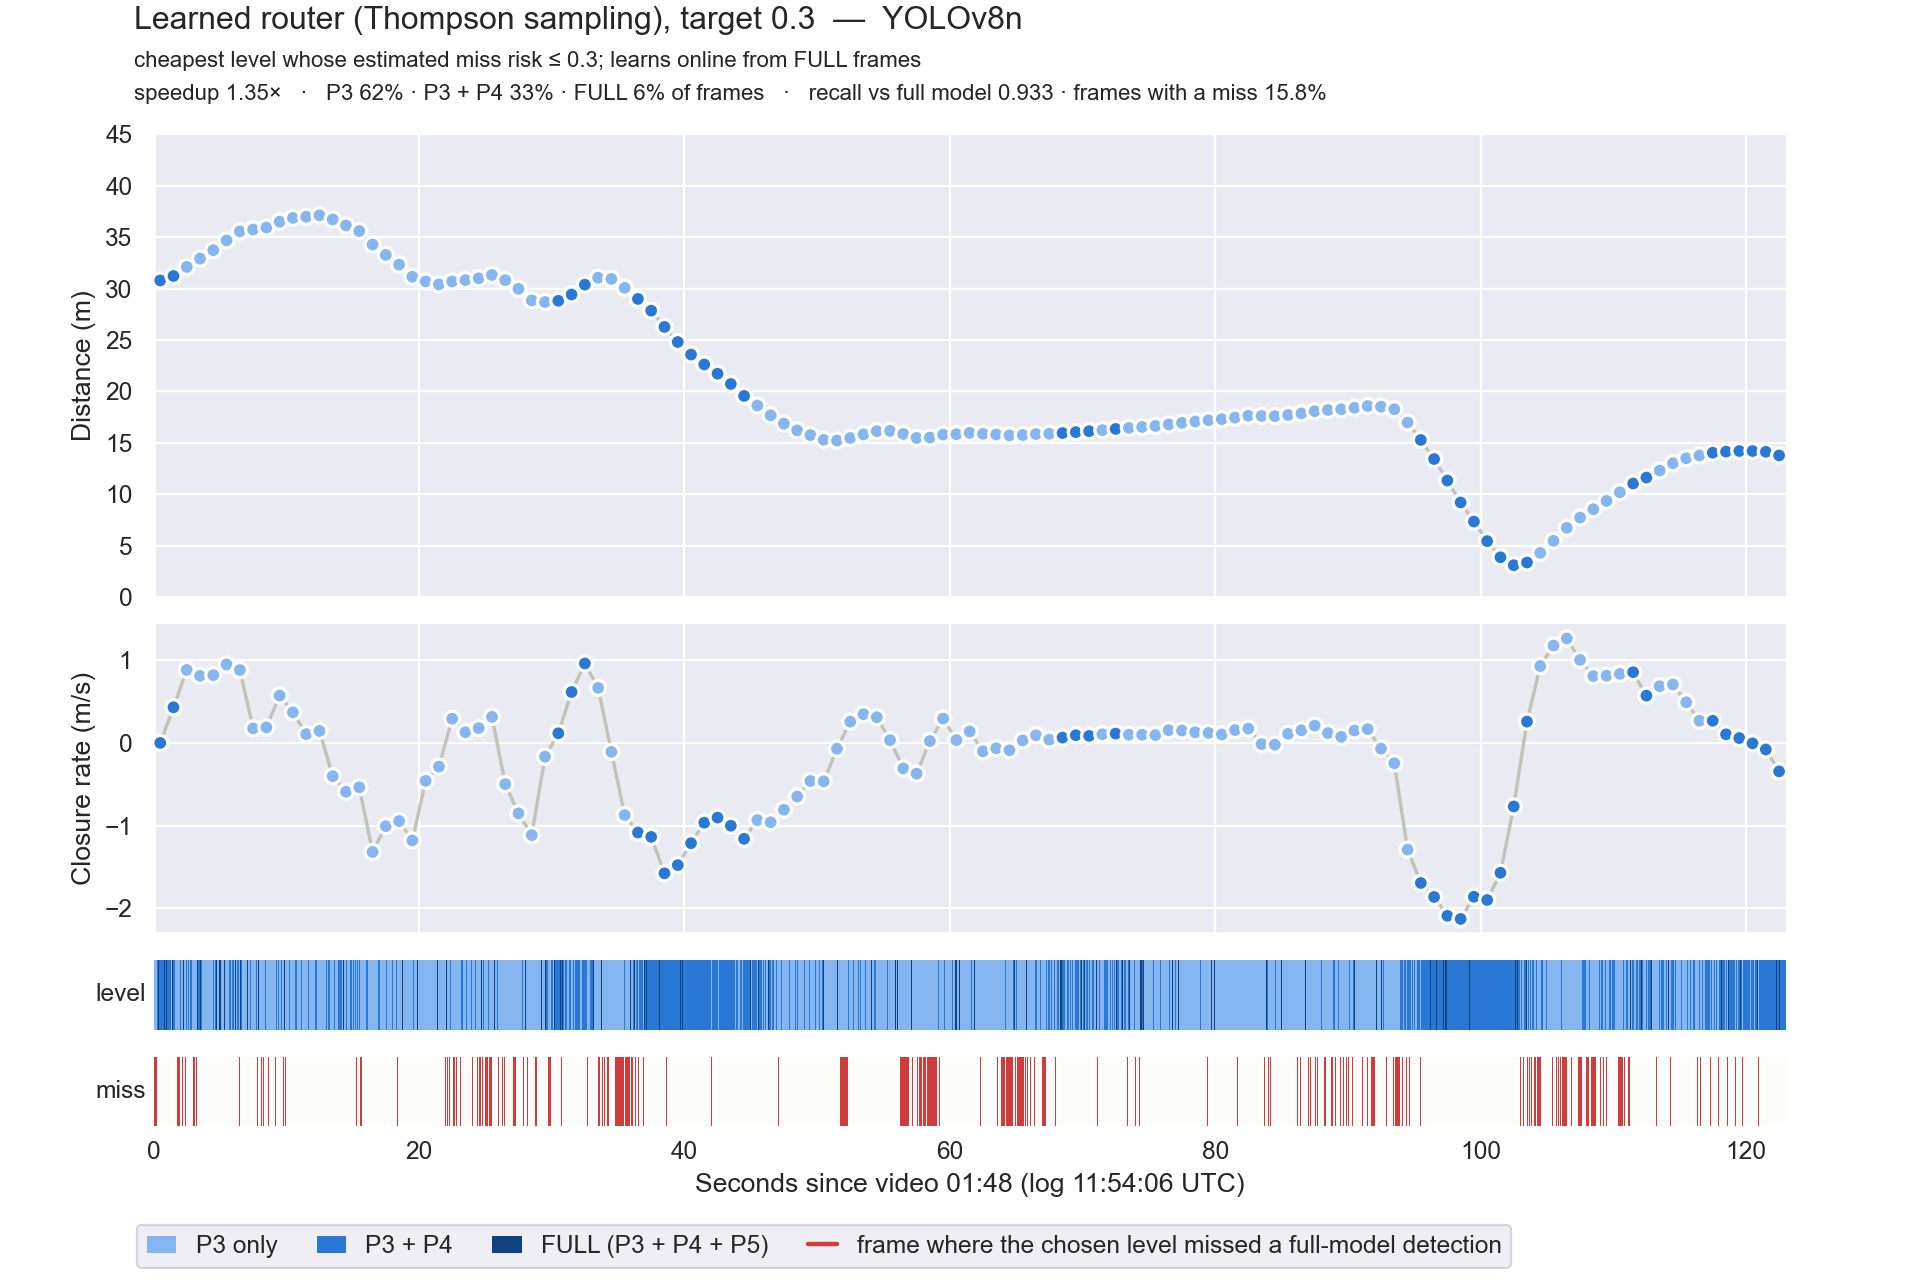 Learned router (Thompson sampling), target 0.3 — YOLOv8n
cheapest level whose estimated miss risk ≤ 0.3; learns online from FULL frames
speedup 1.35× · P3 62% · P3 + P4 33% · FULL 6% of frames · recall vs full model 0.933 · frames with a miss 15.8%
45
40
35
30
25
20
15
10
5
0
Distance (m)
1
0
−1
−2
Closure rate (m/s)
level
miss
0 20 40 60 80 100 120
Seconds since video 01:48 (log 11:54:06 UTC)
P3 only P3 + P4 FULL (P3 + P4 + P5) frame where the chosen level missed a full-model detection